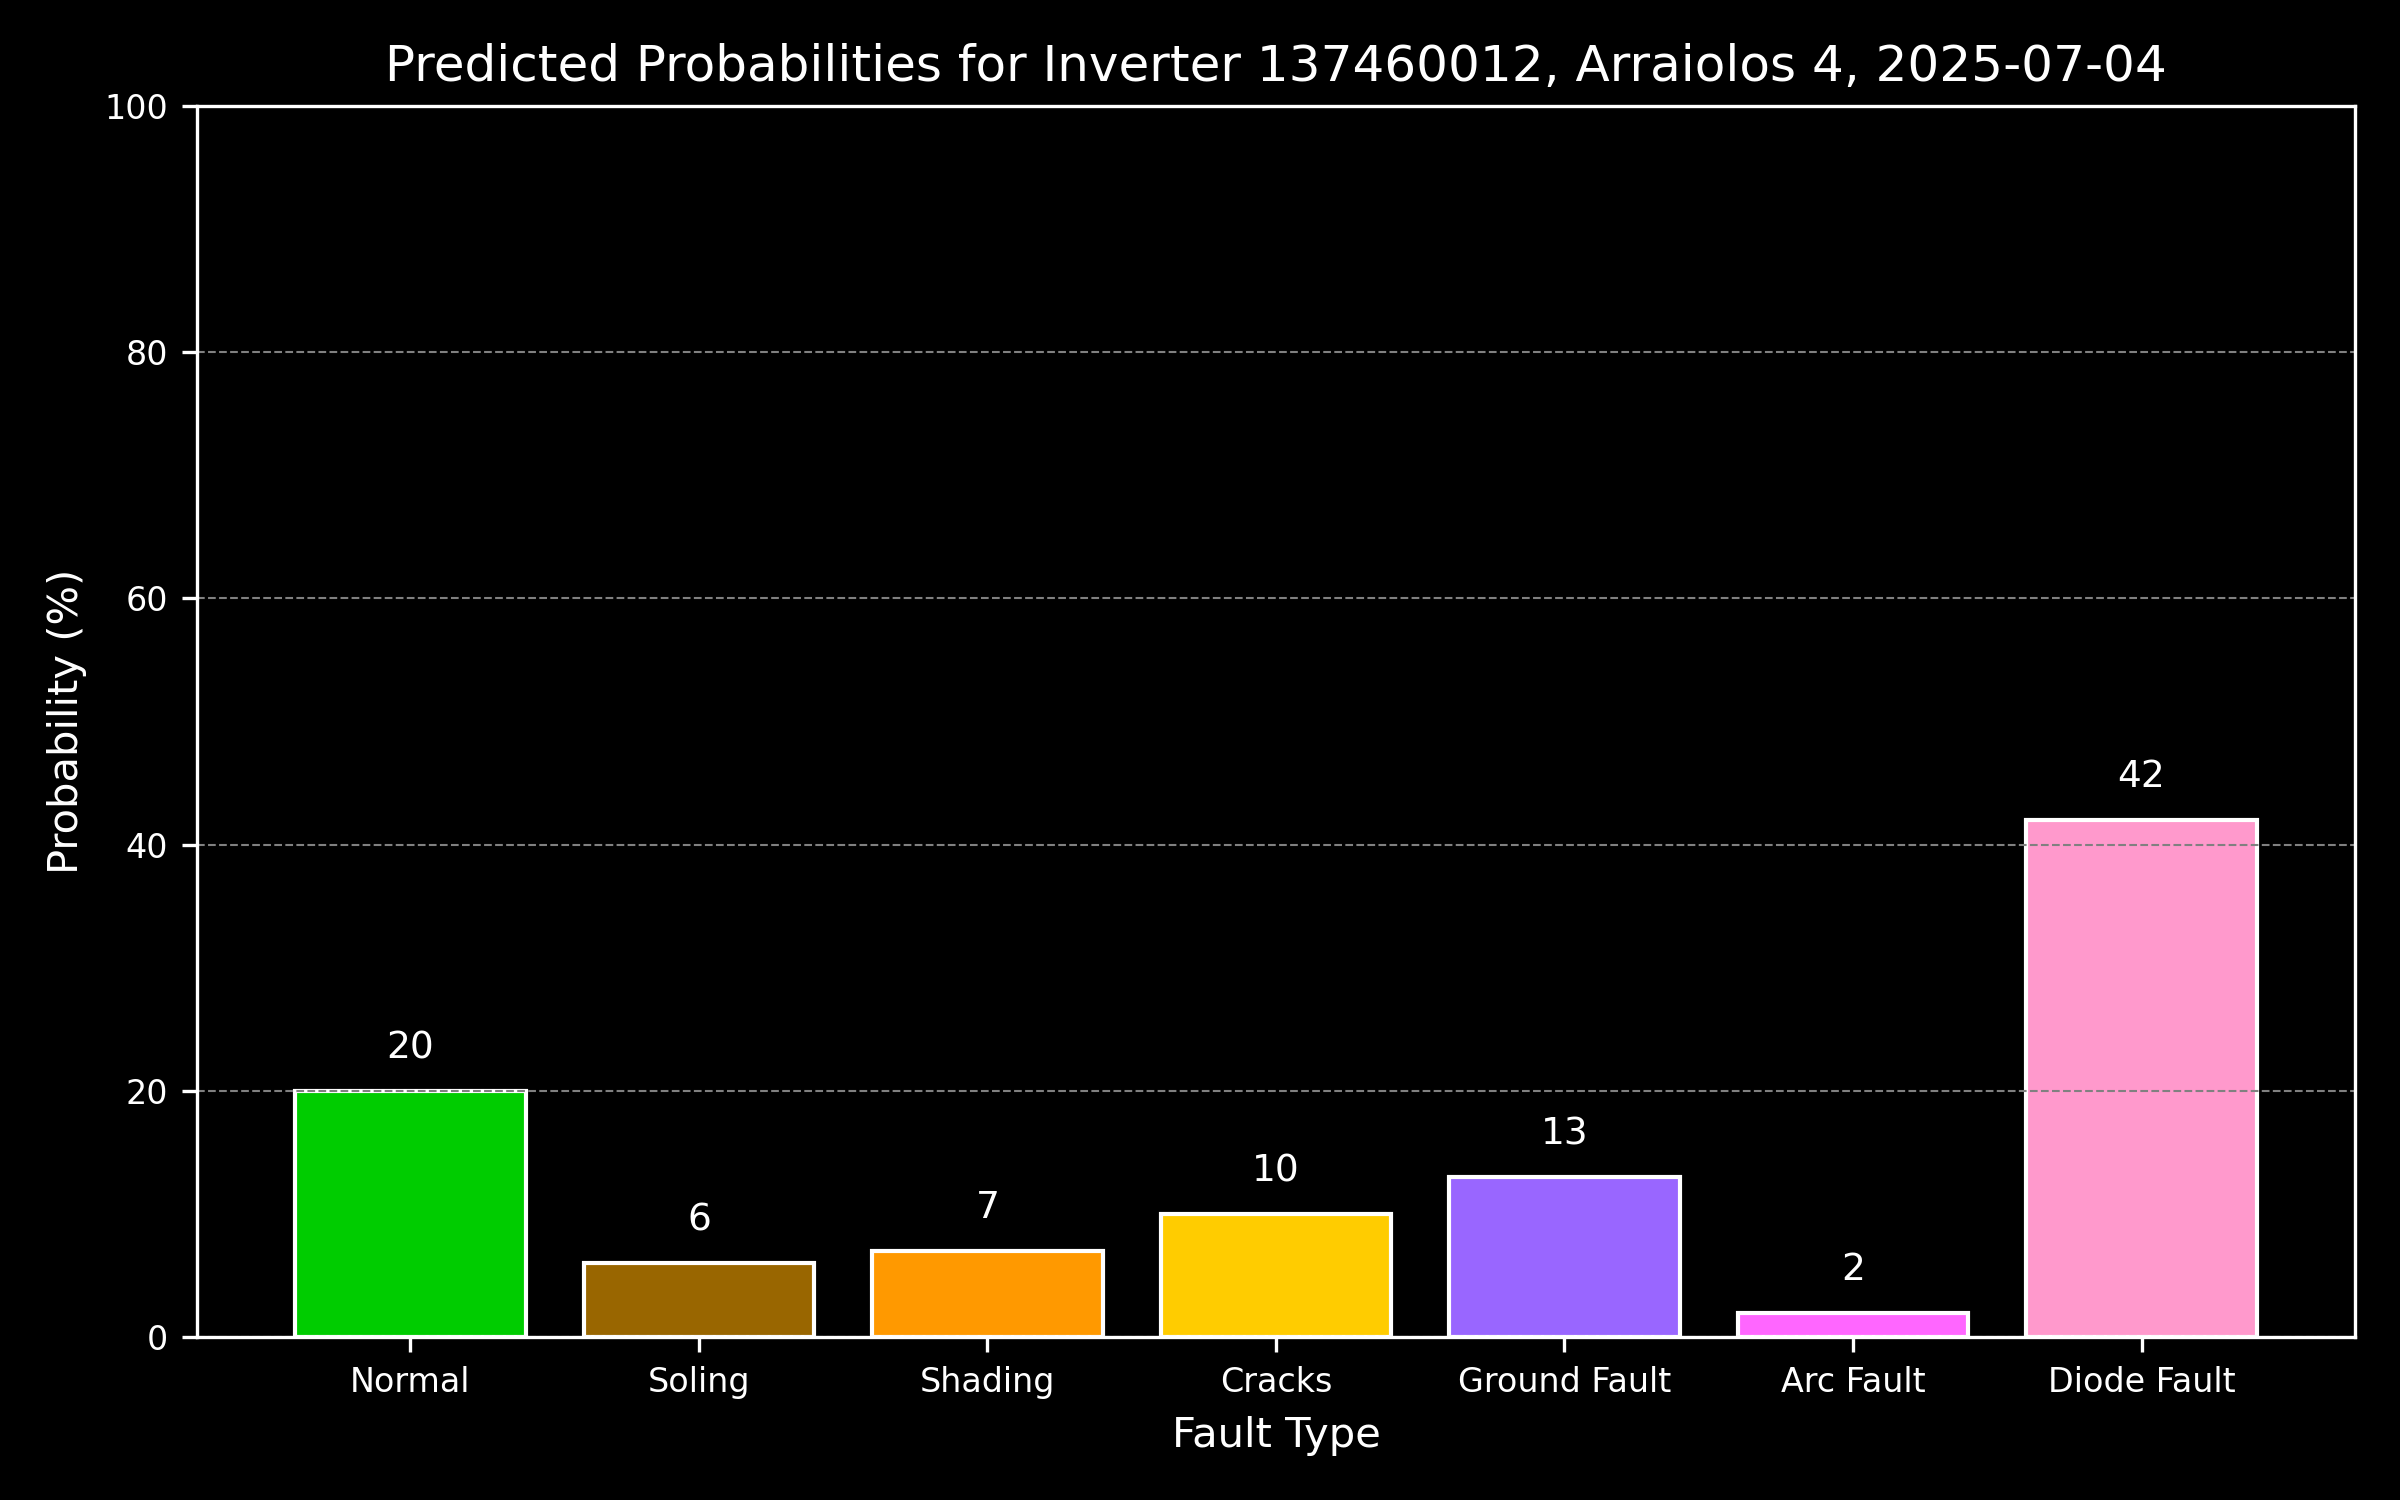 Predicted Probabilities for Inverter 137460012, Arraiolos 4, 2025-07-04
100
80
60
40
20
0
Probability (%)
20
6
7
10
13
2
42
Normal
Soling
Shading
Cracks
Ground Fault
Arc Fault
Diode Fault
Fault Type